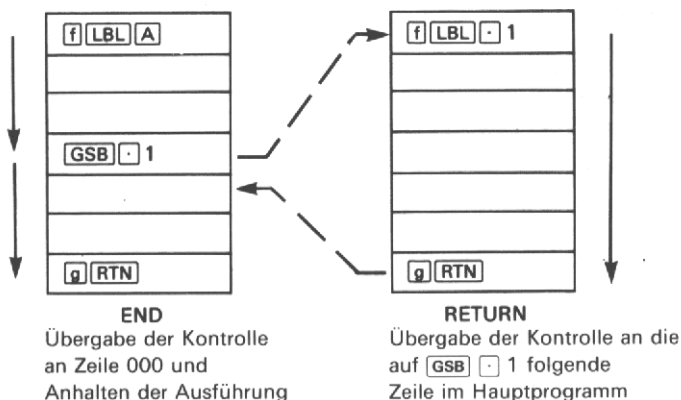 f LBL A
GSB · 1
g RTN
END
Übergabe der Kontrolle
an Zeile 000 und
Anhalten der Ausführung
f LBL · 1
g RTN
RETURN
Übergabe der Kontrolle an die
auf GSB · 1 folgende
Zeile im Hauptprogramm